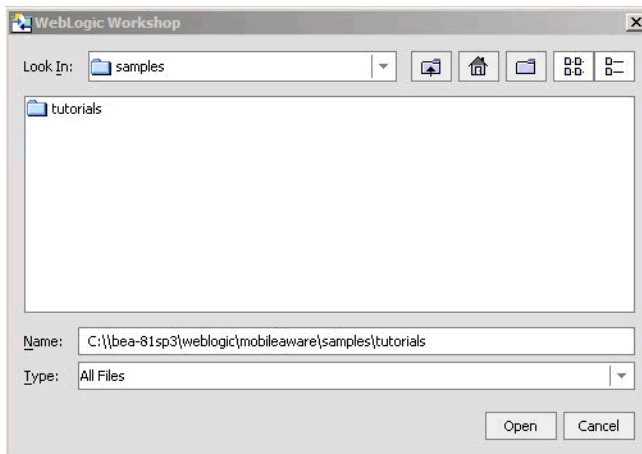 WebLogic Workshop
Look In: samples
tutorials
Name: C:\\bea-81sp3\weblogic\mobileaware\samples\tutorials
Type: All Files
Open Cancel